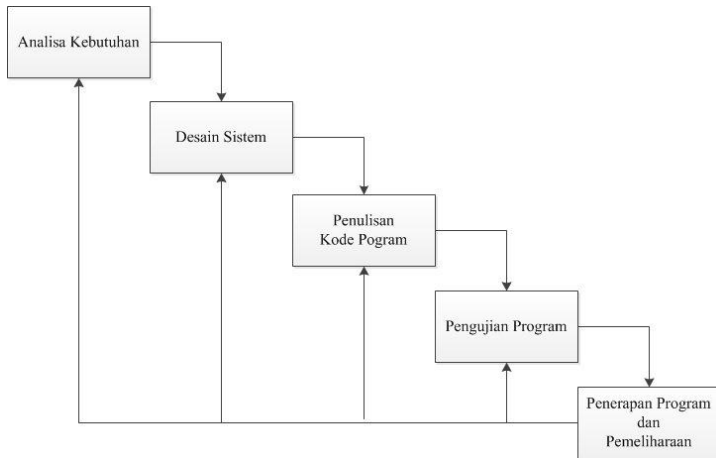 Analisa Kebutuhan
Desain Sistem
Penulisan
Kode Pogram
Pengujian Program
Penerapan Program
dan
Pemeliharaan